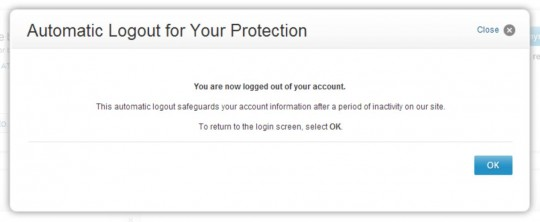 Automatic Logout for Your Protection
Close
You are now logged out of your account.
This automatic logout safeguards your account information after a period of inactivity on our site.
To return to the login screen, select OK.
OK